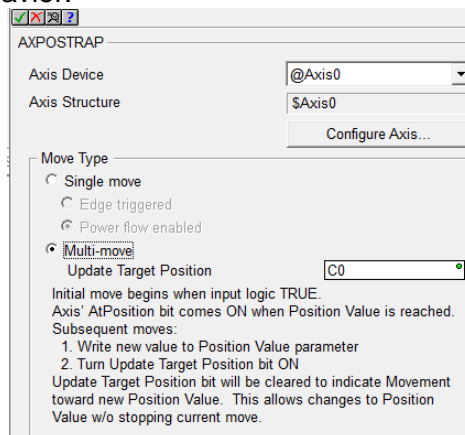 AXPOSTRAP
Axis Device @Axis0
Axis Structure $Axis0
Configure Axis...
Move Type
Single move
Edge triggered
Power flow enabled
Multi-move
Update Target Position C0
Initial move begins when input logic TRUE.
Axis' AtPosition bit comes ON when Position Value is reached.
Subsequent moves:
1. Write new value to Position Value parameter
2. Turn Update Target Position bit ON
Update Target Position bit will be cleared to indicate Movement
toward new Position Value. This allows changes to Position
Value w/o stopping current move.